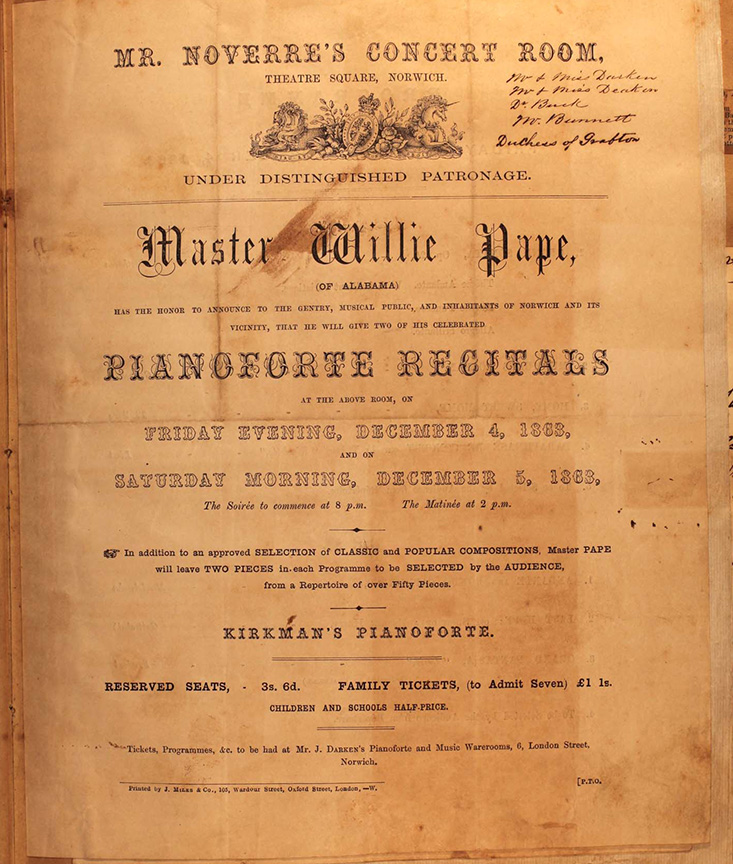 MR. NOVERRE'S CONCERT ROOM,
THEATRE SQUARE, NORWICH.
Mr & Miss Darken
Mr & Miss Deakin
Dr. Buck
Mr. Bunnett
Duchess of Grafton
UNDER DISTINGUISHED PATRONAGE.
Master Willie Pape,
(OF ALABAMA)
HAS THE HONOR TO ANNOUNCE TO THE GENTRY, MUSICAL PUBLIC, AND INHABITANTS OF NORWICH AND ITS
VICINITY, THAT HE WILL GIVE TWO OF HIS CELEBRATED
PIANOFORTE RECITALS
AT THE ABOVE ROOM, ON
FRIDAY EVENING, DECEMBER 4, 1863,
AND ON
SATURDAY MORNING, DECEMBER 5, 1863,
The Soirée to commence at 8 p.m. The Matinée at 2 p.m.
☞ In addition to an approved SELECTION of CLASSIC and POPULAR COMPOSITIONS, Master PAPE
will leave TWO PIECES in each Programme to be SELECTED by the AUDIENCE,
from a Repertoire of over Fifty Pieces.
KIRKMAN'S PIANOFORTE.
RESERVED SEATS, - 3s. 6d. FAMILY TICKETS, (to Admit Seven) £1 1s.
CHILDREN AND SCHOOLS HALF-PRICE.
Tickets, Programmes, &c. to be had at Mr. J. DARKEN'S Pianoforte and Music Warerooms, 6, London Street,
Norwich.
Printed by J. MILES & Co., 105, Wardour Street, Oxford Street, London, —W.
[P.T.O.